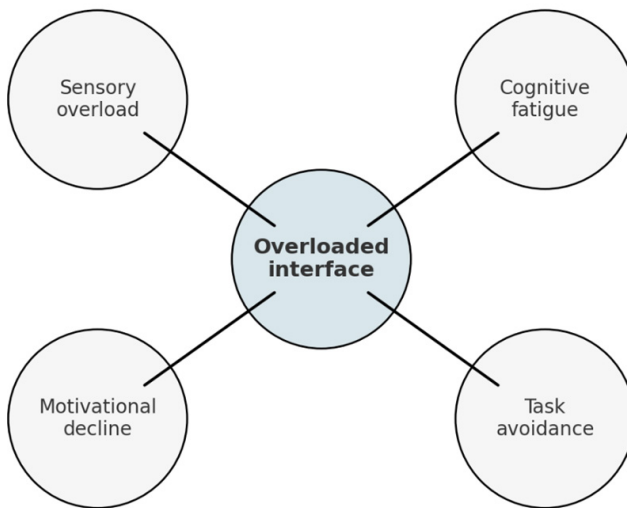 Sensory
overload
Cognitive
fatigue
Overloaded
interface
Motivational
decline
Task
avoidance